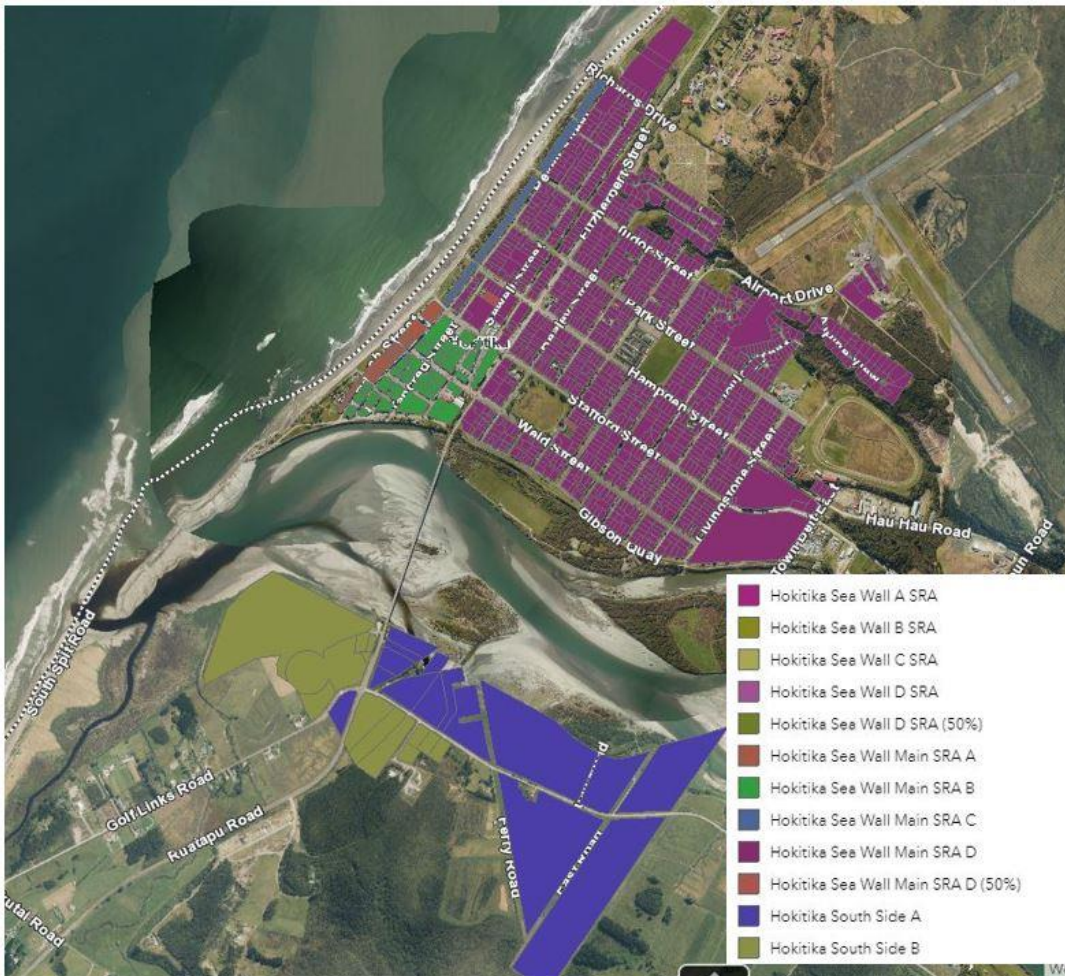 Richards Drive
Fitzherbert Street
Tudor Street
Airport Drive
Park Street
Hokitika
Hampden Street
Stafford Street
Weld Street
Livingstone Street
Gibson Quay
Hau Hau Road
South Spit Road
Golf Links Road
Ruatapu Road
Ferry Road
Hokitika Sea Wall A SRA
Hokitika Sea Wall B SRA
Hokitika Sea Wall C SRA
Hokitika Sea Wall D SRA
Hokitika Sea Wall D SRA (50%)
Hokitika Sea Wall Main SRA A
Hokitika Sea Wall Main SRA B
Hokitika Sea Wall Main SRA C
Hokitika Sea Wall Main SRA D
Hokitika Sea Wall Main SRA D (50%)
Hokitika South Side A
Hokitika South Side B